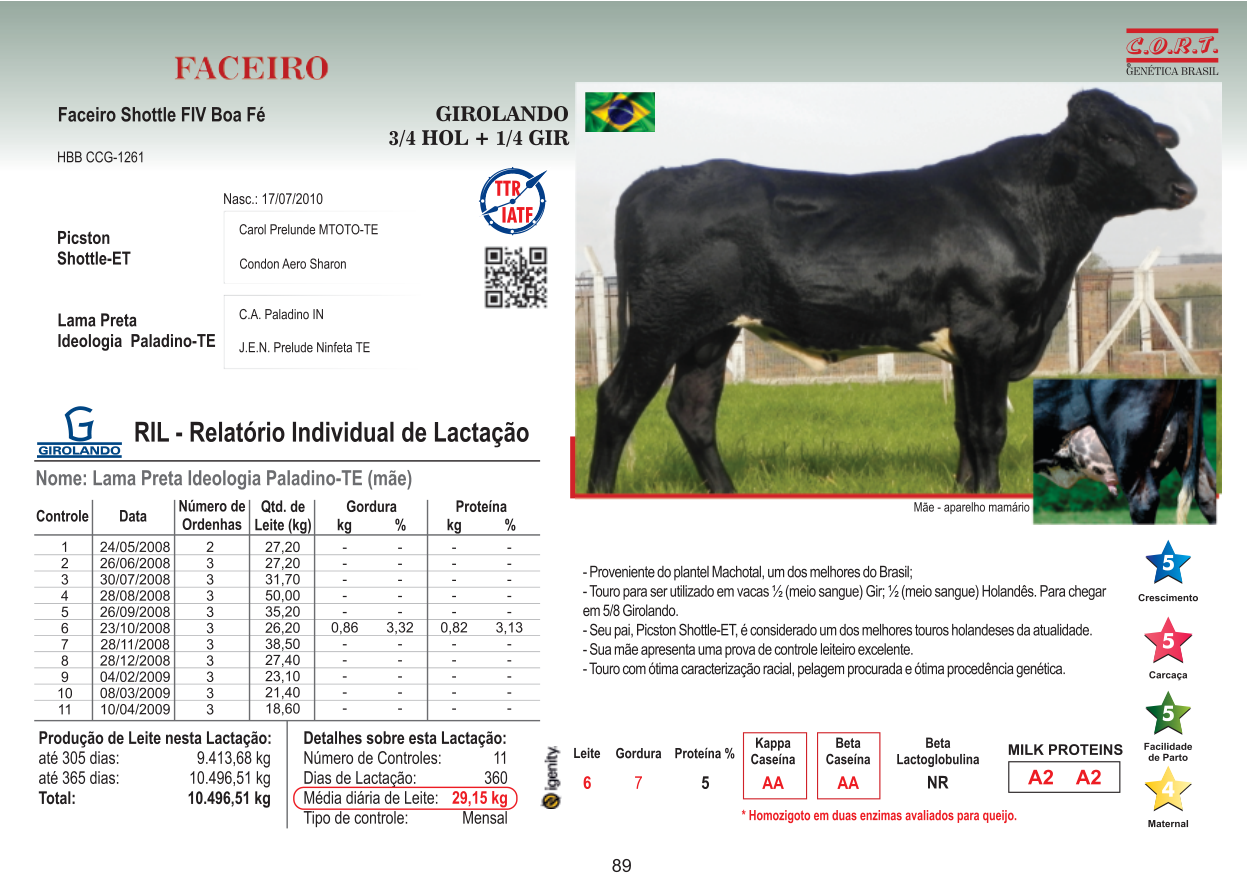 FACEIRO
C.O.R.T.
GENÉTICA BRASIL
Faceiro Shottle FIV Boa Fé
GIROLANDO
3/4 HOL + 1/4 GIR
HBB CCG-1261
TTR
IATF
Nasc.: 17/07/2010
Picston
Shottle-ET
Carol Prelunde MTOTO-TE
Condon Aero Sharon
Lama Preta
Ideologia Paladino-TE
C.A. Paladino IN
J.E.N. Prelude Ninfeta TE
G
GIROLANDO
RIL - Relatório Individual de Lactação
Nome: Lama Preta Ideologia Paladino-TE (mãe)
Controle Data Número de Ordenhas Qtd. de Leite (kg) Gordura kg % Proteína kg %
1 24/05/2008 2 27,20 - - - -
2 26/06/2008 3 27,20 - - - -
3 30/07/2008 3 31,70 - - - -
4 28/08/2008 3 50,00 - - - -
5 26/09/2008 3 35,20 - - - -
6 23/10/2008 3 26,20 0,86 3,32 0,82 3,13
7 28/11/2008 3 38,50 - - - -
8 28/12/2008 3 27,40 - - - -
9 04/02/2009 3 23,10 - - - -
10 08/03/2009 3 21,40 - - - -
11 10/04/2009 3 18,60 - - - -
Produção de Leite nesta Lactação:
até 305 dias: 9.413,68 kg
até 365 dias: 10.496,51 kg
Total: 10.496,51 kg
Detalhes sobre esta Lactação:
Número de Controles: 11
Dias de Lactação: 360
Média diária de Leite: 29,15 kg
Tipo de controle: Mensal
Mãe - aparelho mamário
- Proveniente do plantel Machotal, um dos melhores do Brasil;
- Touro para ser utilizado em vacas ½ (meio sangue) Gir; ½ (meio sangue) Holandês. Para chegar
em 5/8 Girolando.
- Seu pai, Picston Shottle-ET, é considerado um dos melhores touros holandeses da atualidade.
- Sua mãe apresenta uma prova de controle leiteiro excelente.
- Touro com ótima caracterização racial, pelagem procurada e ótima procedência genética.
5
Crescimento
5
Carcaça
5
Facilidade
de Parto
4
Maternal
igenity.
Leite 6
Gordura 7
Proteína % 5
Kappa
Caseína
AA
Beta
Caseína
AA
Beta
Lactoglobulina
NR
MILK PROTEINS
A2 A2
* Homozigoto em duas enzimas avaliados para queijo.
89